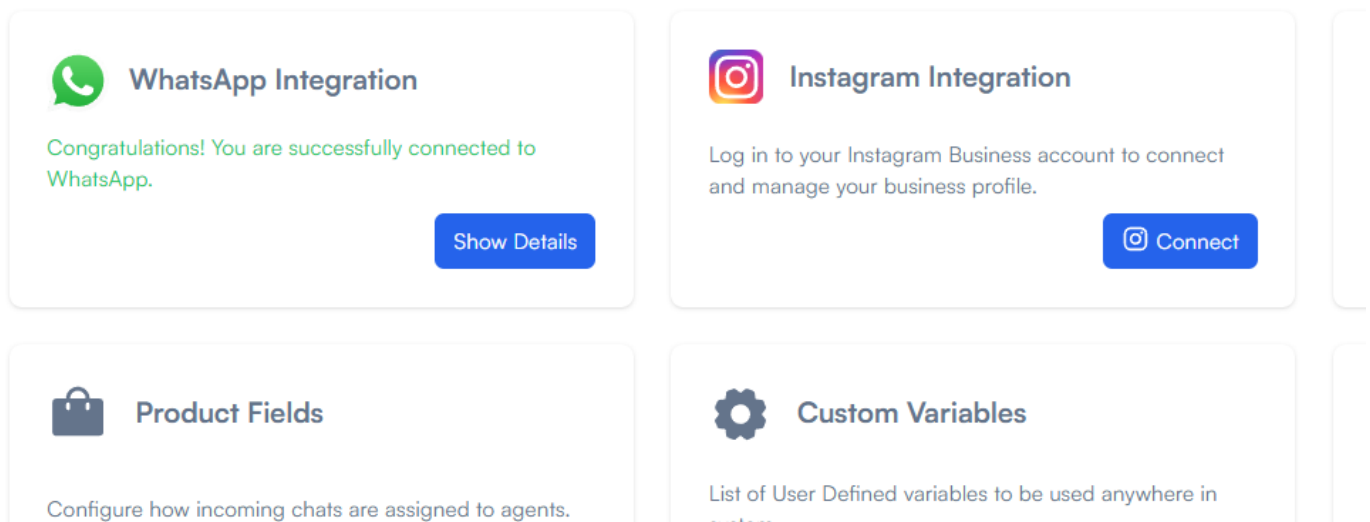 WhatsApp Integration
Congratulations! You are successfully connected to
WhatsApp.
Show Details
Instagram Integration
Log in to your Instagram Business account to connect
and manage your business profile.
Connect
Product Fields
Configure how incoming chats are assigned to agents.
Custom Variables
List of User Defined variables to be used anywhere in